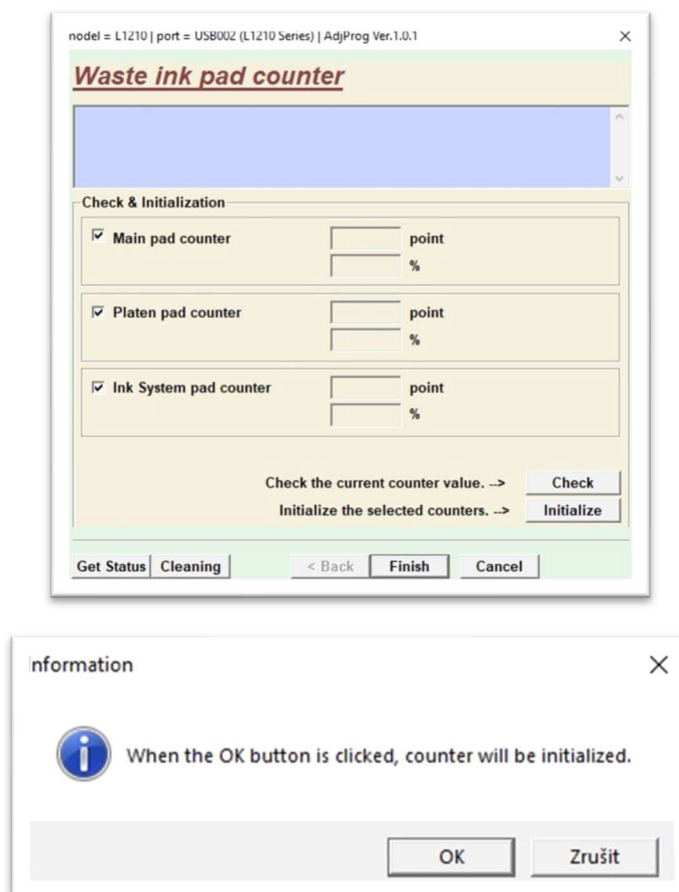 nodel = L1210 | port = USB002 (L1210 Series) | AdjProg Ver.1.0.1
Waste ink pad counter
Check & Initialization
Main pad counter point
%
Platen pad counter point
%
Ink System pad counter point
%
Check the current counter value. --> Check
Initialize the selected counters. --> Initialize
Get Status Cleaning < Back Finish Cancel
nformation
When the OK button is clicked, counter will be initialized.
OK Zrušit